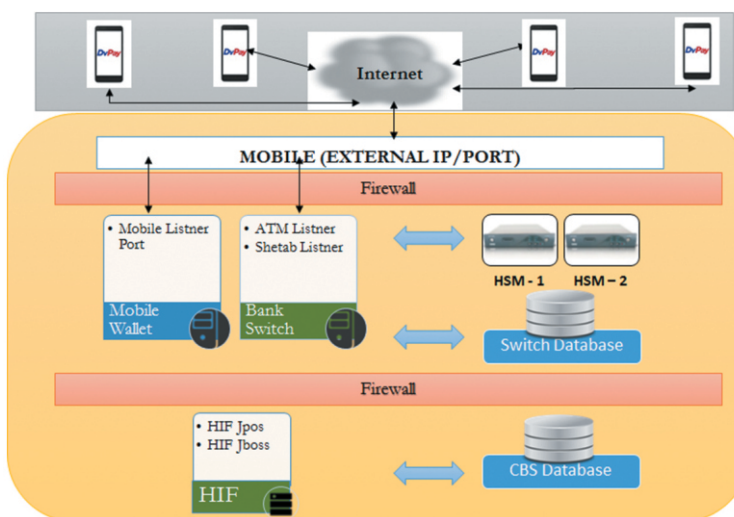 DvPay
DvPay
DvPay
DvPay
Internet
MOBILE (EXTERNAL IP/PORT)
Firewall
• Mobile Listner
Port
Mobile
Wallet
• ATM Listner
• Shetab Listner
Bank
Switch
HSM - 1
HSM – 2
Switch Database
Firewall
• HIF Jpos
• HIF Jboss
HIF
CBS Database